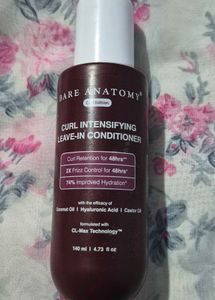 BARE ANATOMY®
CURL INTENSIFYING
LEAVE-IN CONDITIONER
Curl Retention for 48hrs**
2X Frizz Control for 48hrs*
74% Improved Hydration*
with the efficacy of
Coconut Oil | Hyaluronic Acid | Castor Oil
formulated with
CL-Max Technology™
140 ml | 4.73 fl oz